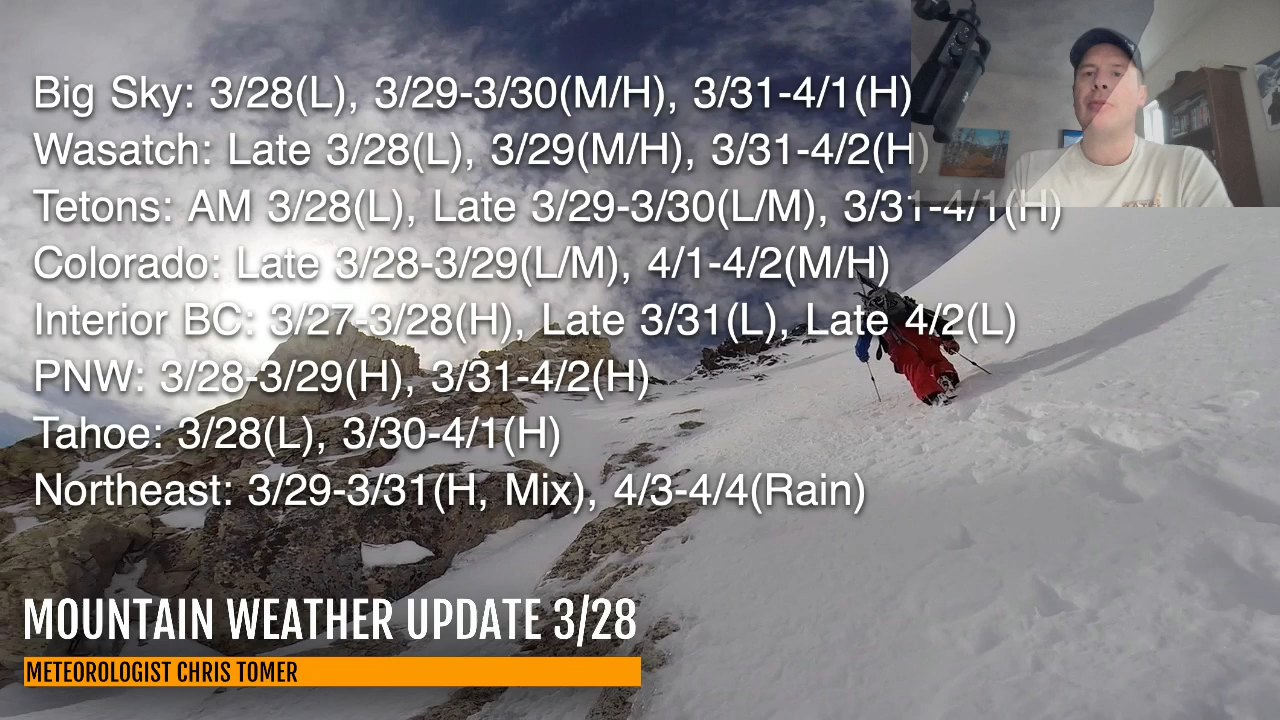 Big Sky: 3/28(L), 3/29-3/30(M/H), 3/31-4/1(H)
Wasatch: Late 3/28(L), 3/29(M/H), 3/31-4/2(H)
Tetons: AM 3/28(L), Late 3/29-3/30(L/M), 3/31-4/1(H)
Colorado: Late 3/28-3/29(L/M), 4/1-4/2(M/H)
Interior BC: 3/27-3/28(H), Late 3/31(L), Late 4/2(L)
PNW: 3/28-3/29(H), 3/31-4/2(H)
Tahoe: 3/28(L), 3/30-4/1(H)
Northeast: 3/29-3/31(H, Mix), 4/3-4/4(Rain)
MOUNTAIN WEATHER UPDATE 3/28
METEOROLOGIST CHRIS TOMER